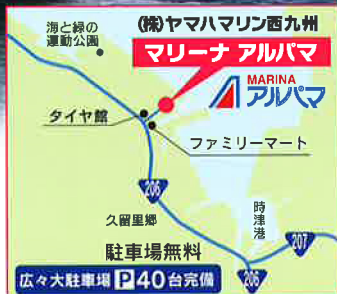 海と緑の
運動公園
(株)ヤマハマリン西九州
マリーナ アルパマ
MARINA
アルパマ
タイヤ館
ファミリーマート
206
久留里郷
時津港
207
駐車場無料
206
広々大駐車場 P 40台完備